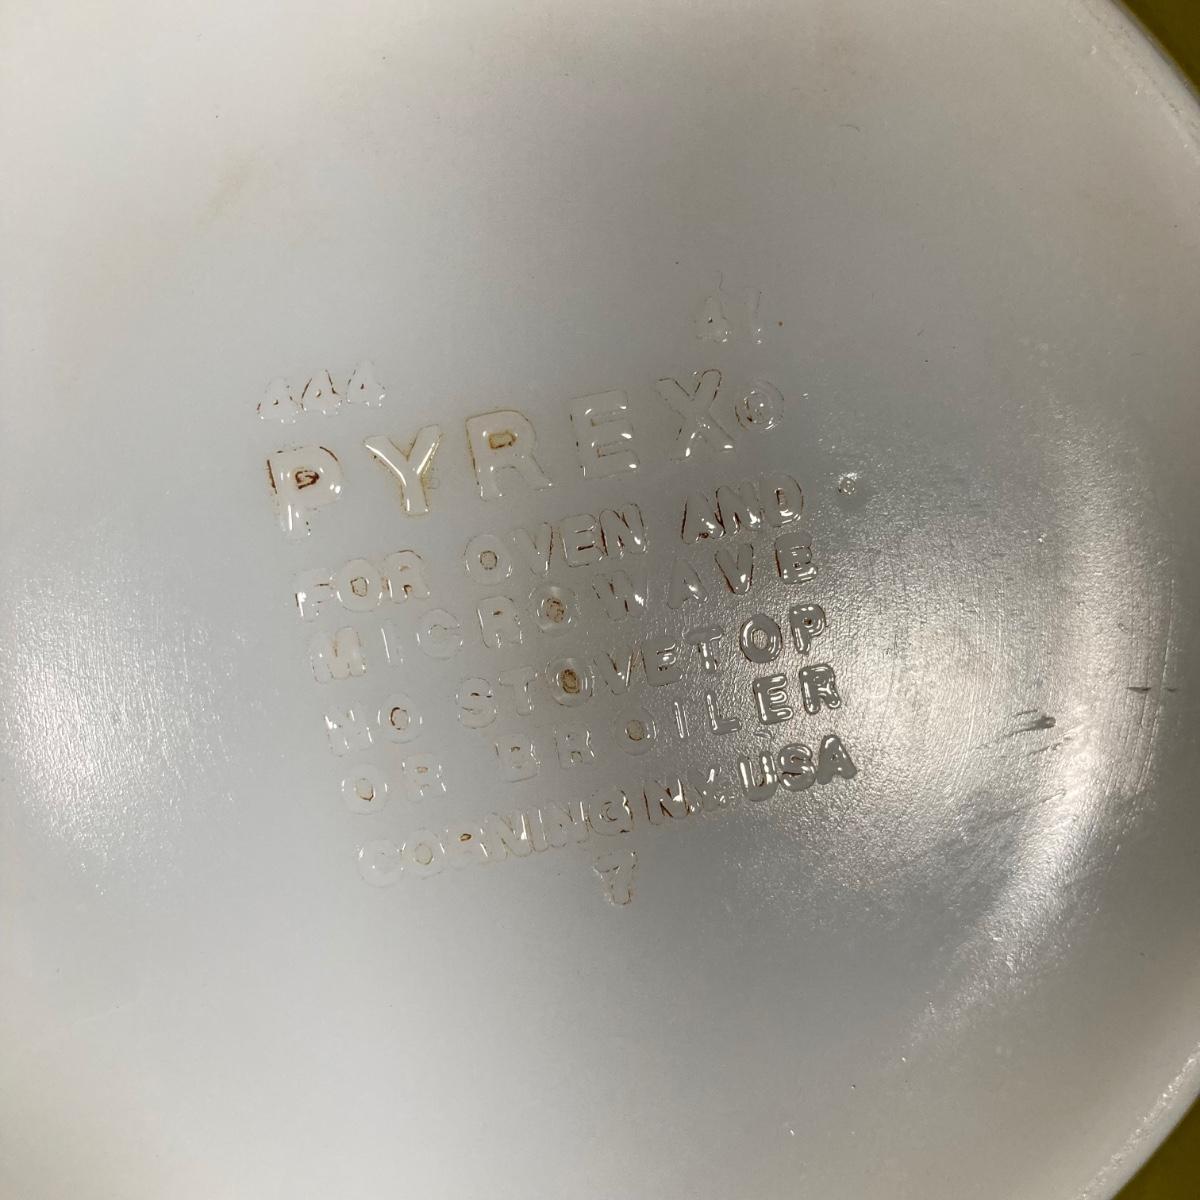 444 41
PYREX®
FOR OVEN AND
MICROWAVE
NO STOVETOP
OR BROILER
CORNING NY USA
7